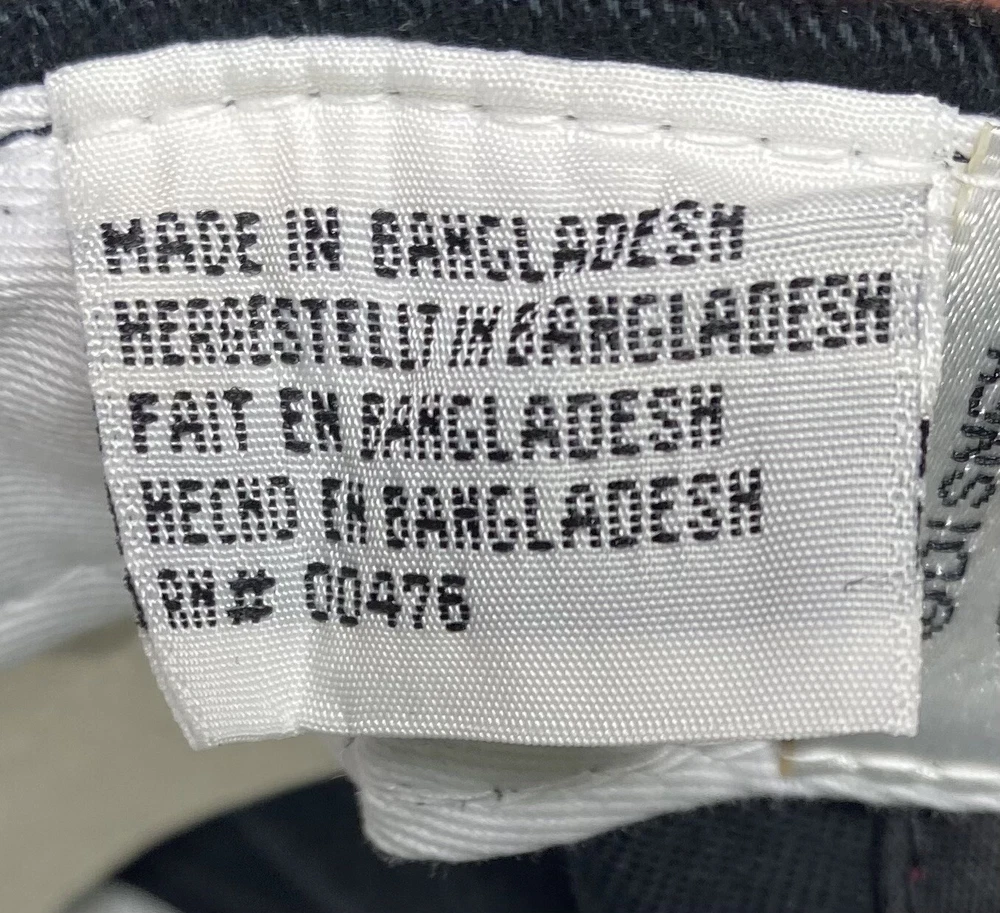 MADE IN BANGLADESH
HERGESTELLT IN BANGLADESH
FAIT EN BANGLADESH
HECHO EN BANGLADESH
RN# 00476